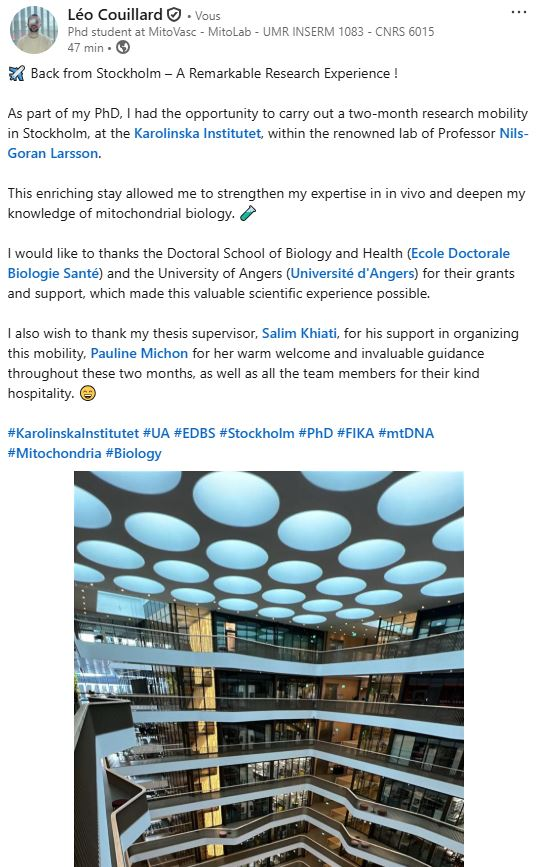 Léo Couillard • Vous
Phd student at MitoVasc - MitoLab - UMR INSERM 1083 - CNRS 6015
47 min •
✈️ Back from Stockholm – A Remarkable Research Experience !
As part of my PhD, I had the opportunity to carry out a two-month research mobility
in Stockholm, at the Karolinska Institutet, within the renowned lab of Professor Nils-
Goran Larsson.
This enriching stay allowed me to strengthen my expertise in in vivo and deepen my
knowledge of mitochondrial biology. 🧪
I would like to thanks the Doctoral School of Biology and Health (Ecole Doctorale
Biologie Santé) and the University of Angers (Université d'Angers) for their grants
and support, which made this valuable scientific experience possible.
I also wish to thank my thesis supervisor, Salim Khiati, for his support in organizing
this mobility, Pauline Michon for her warm welcome and invaluable guidance
throughout these two months, as well as all the team members for their kind
hospitality. 😄
#KarolinskaInstitutet #UA #EDBS #Stockholm #PhD #FIKA #mtDNA
#Mitochondria #Biology